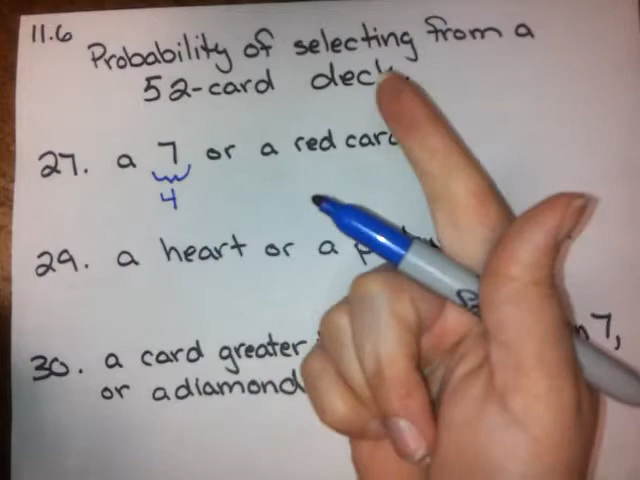 11.6
Probability of selecting from a
52-card deck.
27. a 7 or a red card
4
29. a heart or a
30. a card greater 7,
or a diamond